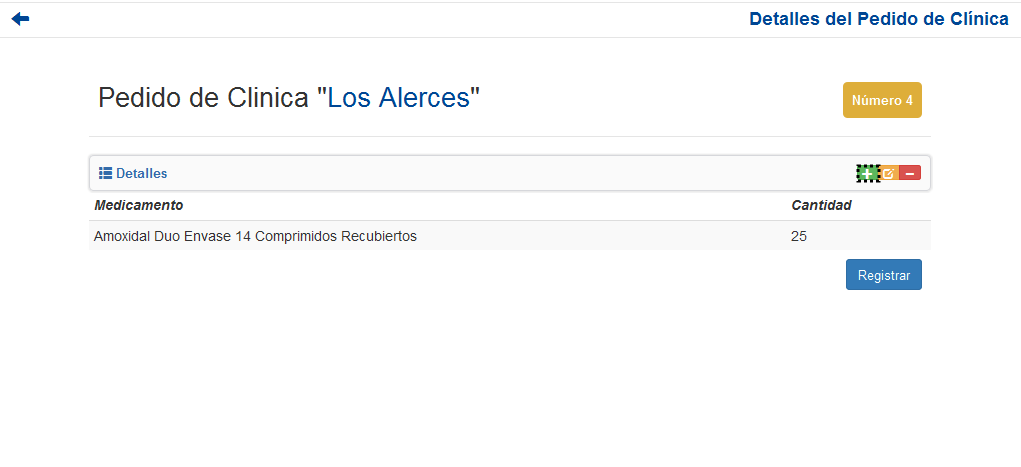 Detalles del Pedido de Clínica
Pedido de Clinica "Los Alerces"
Número 4
Detalles
Medicamento Cantidad
Amoxidal Duo Envase 14 Comprimidos Recubiertos 25
Registrar